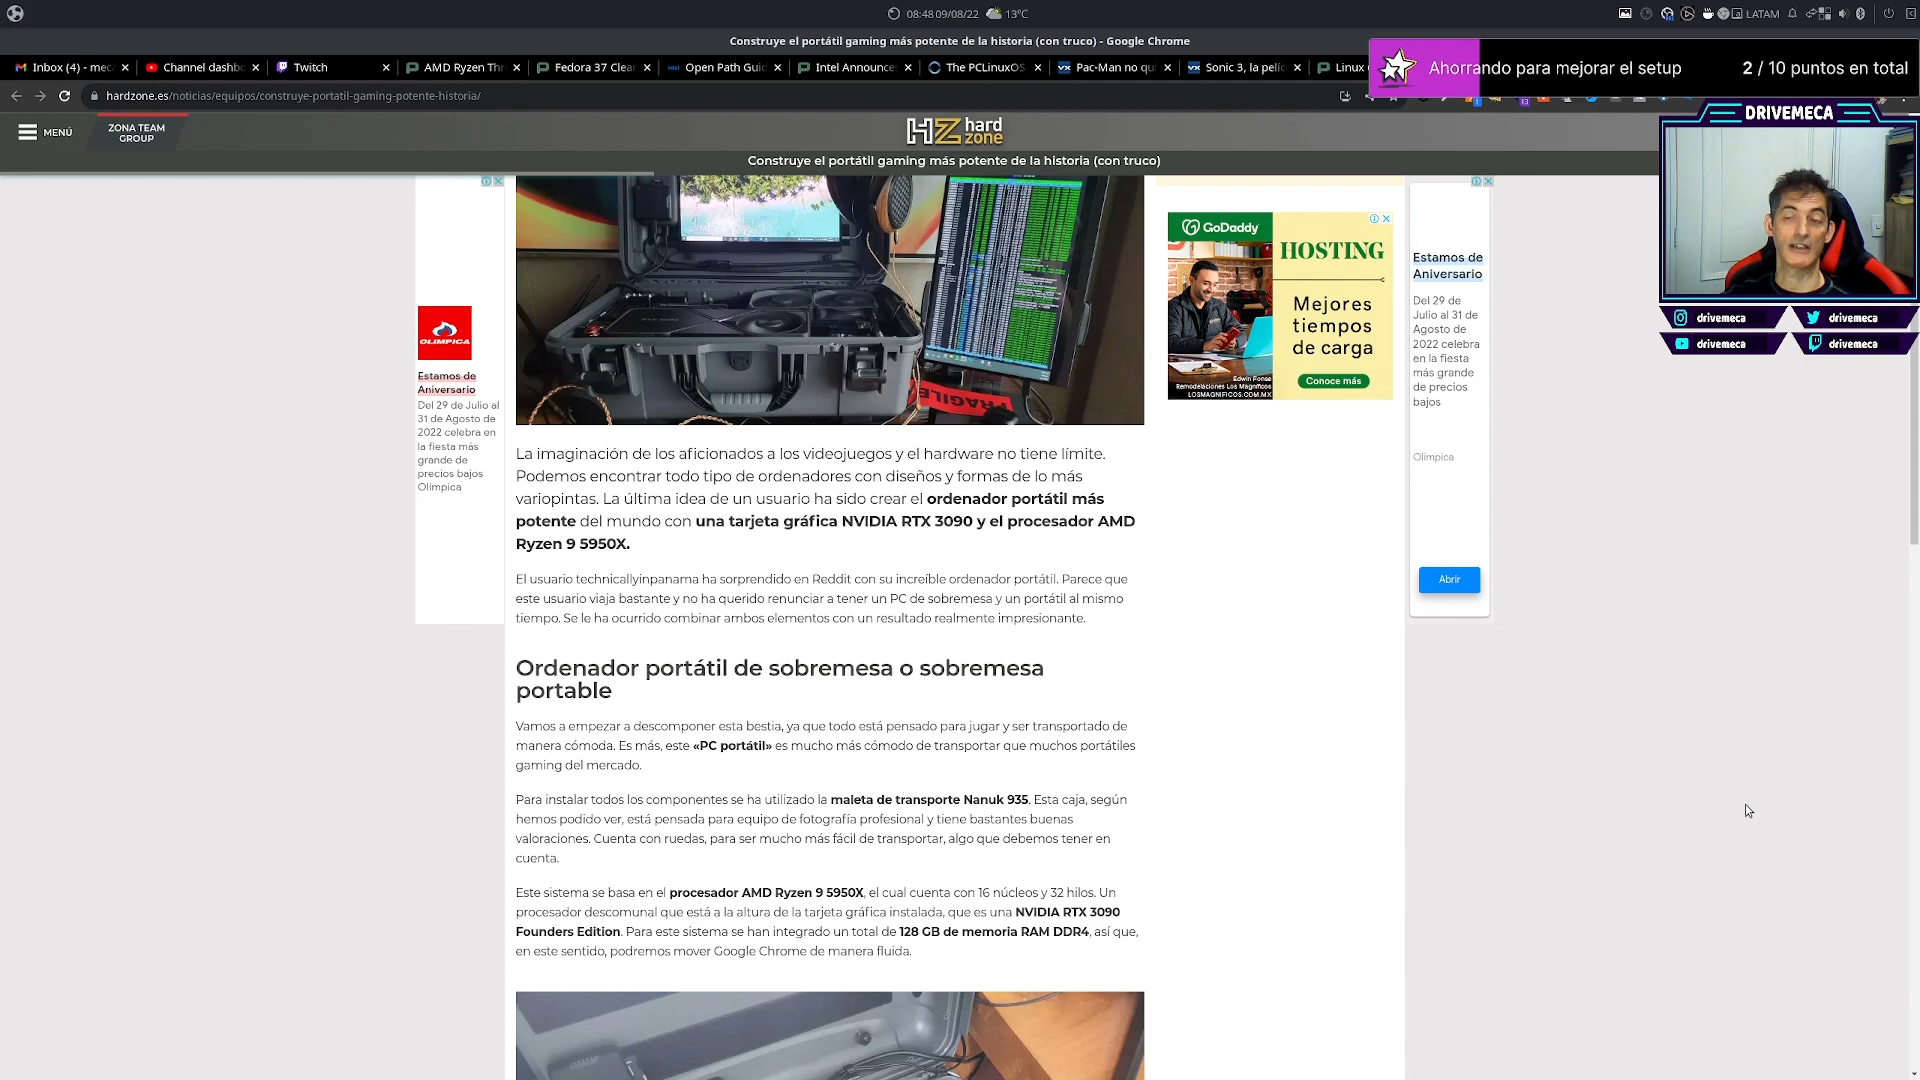 08:48 09/08/22 13°C
LATAM
Construye el portátil gaming más potente de la historia (con truco) - Google Chrome
Inbox (4) - mec
Channel dashbo
Twitch
AMD Ryzen Thr
Fedora 37 Clear
Open Path Guid
Intel Announce
The PCLinuxOS
Pac-Man no qui
Sonic 3, la pelíc
Linux
Ahorrando para mejorar el setup
2 / 10 puntos en total
hardzone.es/noticias/equipos/construye-portatil-gaming-potente-historia/
MENÚ
ZONA TEAM
GROUP
HZ hard
zone
Construye el portátil gaming más potente de la historia (con truco)
DRIVEMECA
drivemeca
drivemeca
drivemeca
drivemeca
OLIMPICA
Estamos de
Aniversario
Del 29 de Julio al
31 de Agosto de
2022 celebra en
la fiesta más
grande de
precios bajos
Olimpica
FRAGILE
GoDaddy
HOSTING
Mejores
tiempos
de carga
Conoce más
Edwin Fonse
Remodelaciones Los Magníficos
LOSMAGNIFICOS.COM.MX
Estamos de
Aniversario
Del 29 de
Julio al 31 de
Agosto de
2022 celebra
en la fiesta
más grande
de precios
bajos
Olímpica
Abrir
La imaginación de los aficionados a los videojuegos y el hardware no tiene límite.
Podemos encontrar todo tipo de ordenadores con diseños y formas de lo más
variopintas. La última idea de un usuario ha sido crear el ordenador portátil más
potente del mundo con una tarjeta gráfica NVIDIA RTX 3090 y el procesador AMD
Ryzen 9 5950X.
El usuario technicallyinpanama ha sorprendido en Reddit con su increíble ordenador portátil. Parece que
este usuario viaja bastante y no ha querido renunciar a tener un PC de sobremesa y un portátil al mismo
tiempo. Se le ha ocurrido combinar ambos elementos con un resultado realmente impresionante.
Ordenador portátil de sobremesa o sobremesa
portable
Vamos a empezar a descomponer esta bestia, ya que todo está pensado para jugar y ser transportado de
manera cómoda. Es más, este «PC portátil» es mucho más cómodo de transportar que muchos portátiles
gaming del mercado.
Para instalar todos los componentes se ha utilizado la maleta de transporte Nanuk 935. Esta caja, según
hemos podido ver, está pensada para equipo de fotografía profesional y tiene bastantes buenas
valoraciones. Cuenta con ruedas, para ser mucho más fácil de transportar, algo que debemos tener en
cuenta.
Este sistema se basa en el procesador AMD Ryzen 9 5950X, el cual cuenta con 16 núcleos y 32 hilos. Un
procesador descomunal que está a la altura de la tarjeta gráfica instalada, que es una NVIDIA RTX 3090
Founders Edition. Para este sistema se han integrado un total de 128 GB de memoria RAM DDR4, así que,
en este sentido, podremos mover Google Chrome de manera fluida.